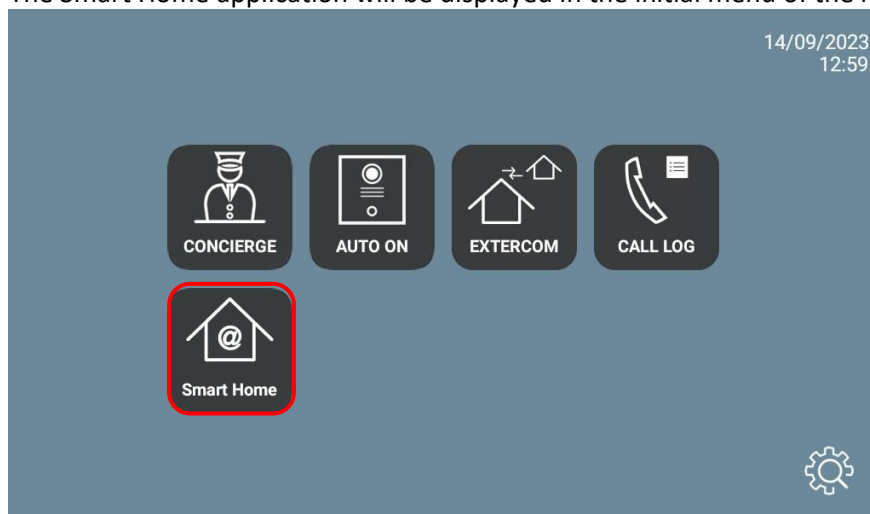 The Smart Home application will be displayed in the initial menu of the
14/09/2023
12:59
CONCIERGE
AUTO ON
EXTERCOM
CALL LOG
@
Smart Home